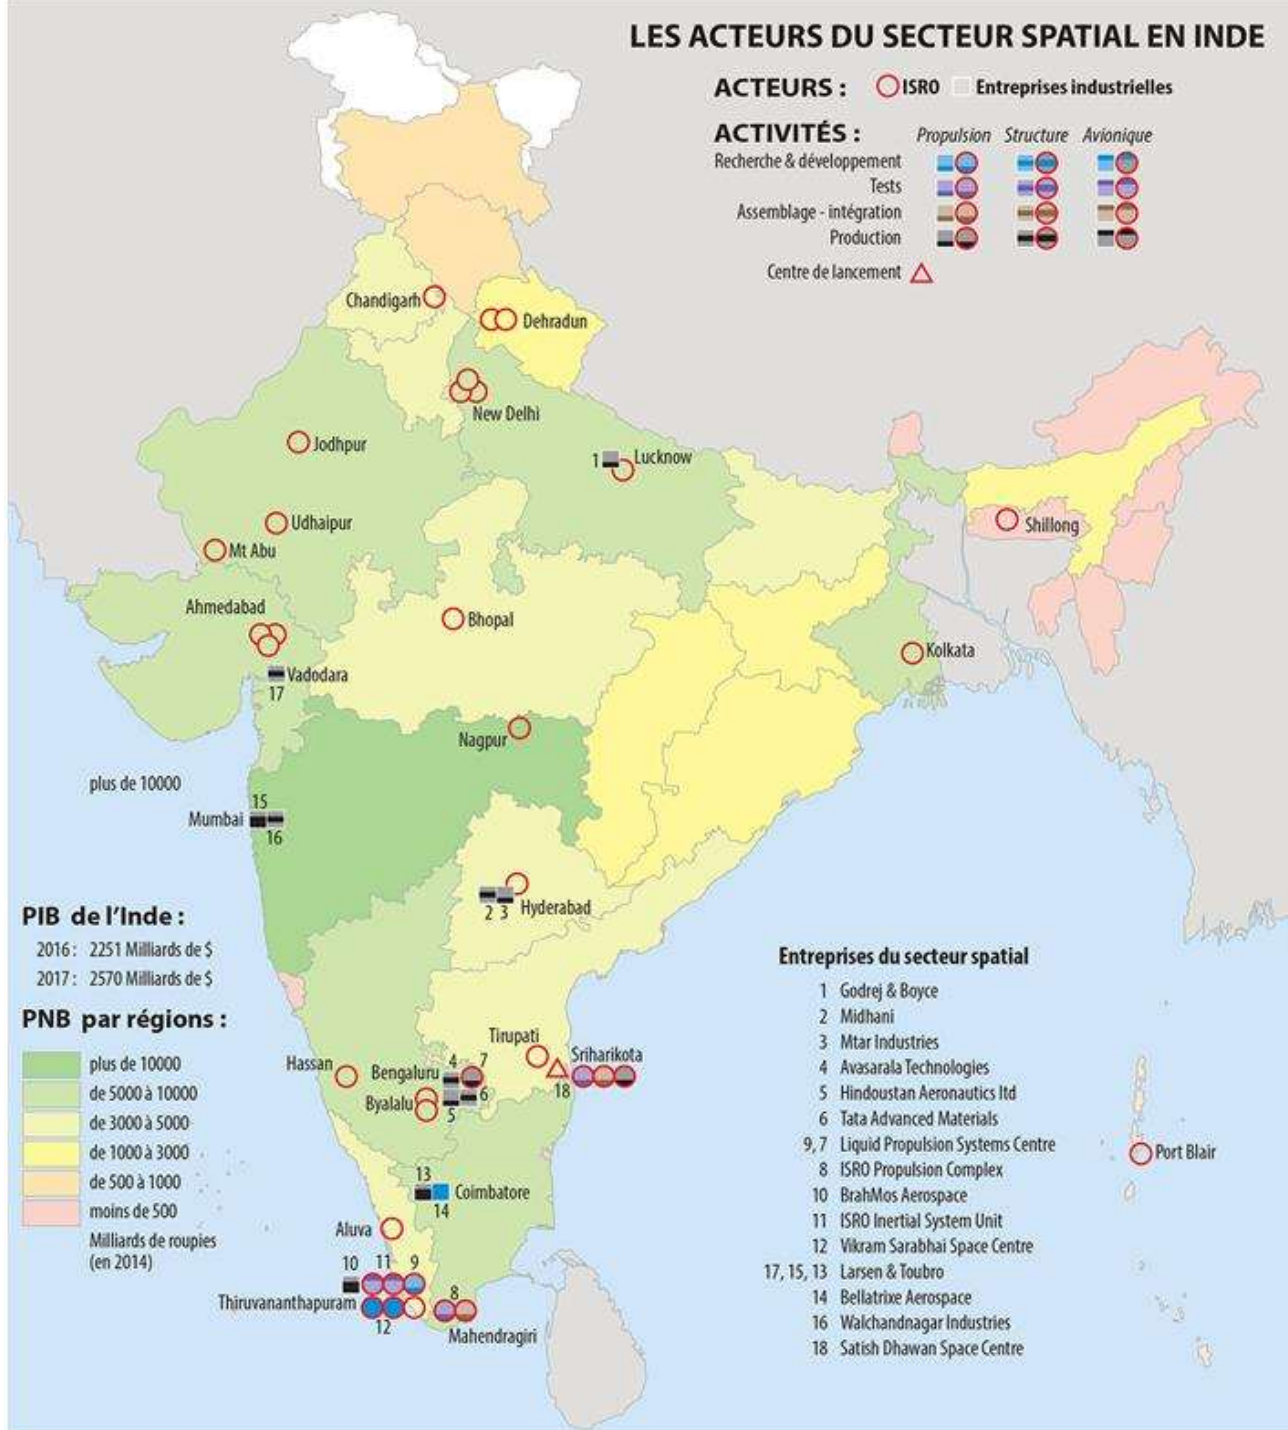 LES ACTEURS DU SECTEUR SPATIAL EN INDE
ACTEURS : ISRO Entreprises industrielles
ACTIVITÉS : Propulsion Structure Avionique
Recherche & développement
Tests
Assemblage - intégration
Production
Centre de lancement
Chandigarh
Dehradun
New Delhi
Jodhpur
1 Lucknow
Udhaipur
Shillong
Mt Abu
Ahmedabad
Bhopal
Kolkata
Vadodara
17
Nagpur
plus de 10000
15
Mumbai
16
Hyderabad
2 3
PIB de l'Inde :
2016 : 2251 Milliards de $
2017 : 2570 Milliards de $
PNB par régions :
plus de 10000
de 5000 à 10000
de 3000 à 5000
de 1000 à 3000
de 500 à 1000
moins de 500
Milliards de roupies
(en 2014)
Tirupati
Sriharikota
18
Hassan
Bengaluru
4 7
Byalalu
5 6
13
Coimbatore
14
Aluva
10 11 9
Thiruvananthapuram
12
8
Mahendragiri
Port Blair
Entreprises du secteur spatial
1 Godrej & Boyce
2 Midhani
3 Mtar Industries
4 Avasarala Technologies
5 Hindoustan Aeronautics ltd
6 Tata Advanced Materials
9, 7 Liquid Propulsion Systems Centre
8 ISRO Propulsion Complex
10 BrahMos Aerospace
11 ISRO Inertial System Unit
12 Vikram Sarabhai Space Centre
17, 15, 13 Larsen & Toubro
14 Bellatrixe Aerospace
16 Walchandnagar Industries
18 Satish Dhawan Space Centre